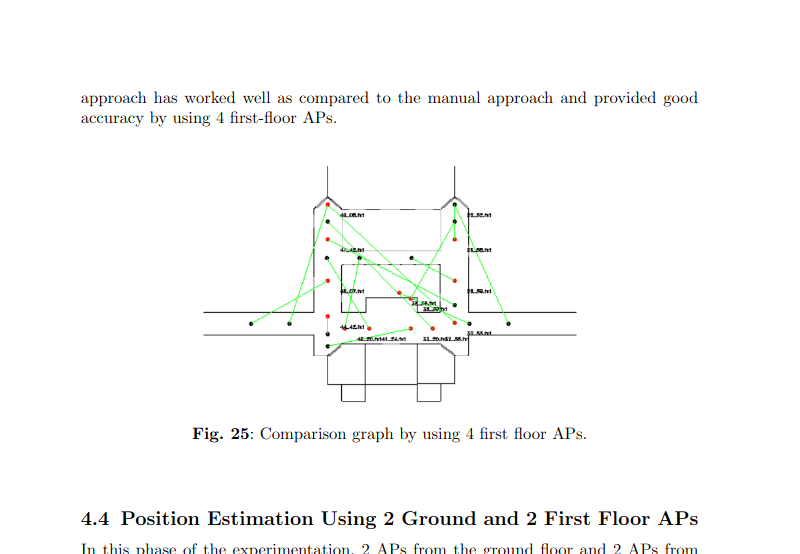 approach has worked well as compared to the manual approach and provided good
accuracy by using 4 first-floor APs.
Fig. 25: Comparison graph by using 4 first floor APs.
4.4 Position Estimation Using 2 Ground and 2 First Floor APs
In this phase of the experimentation, 2 APs from the ground floor and 2 APs from